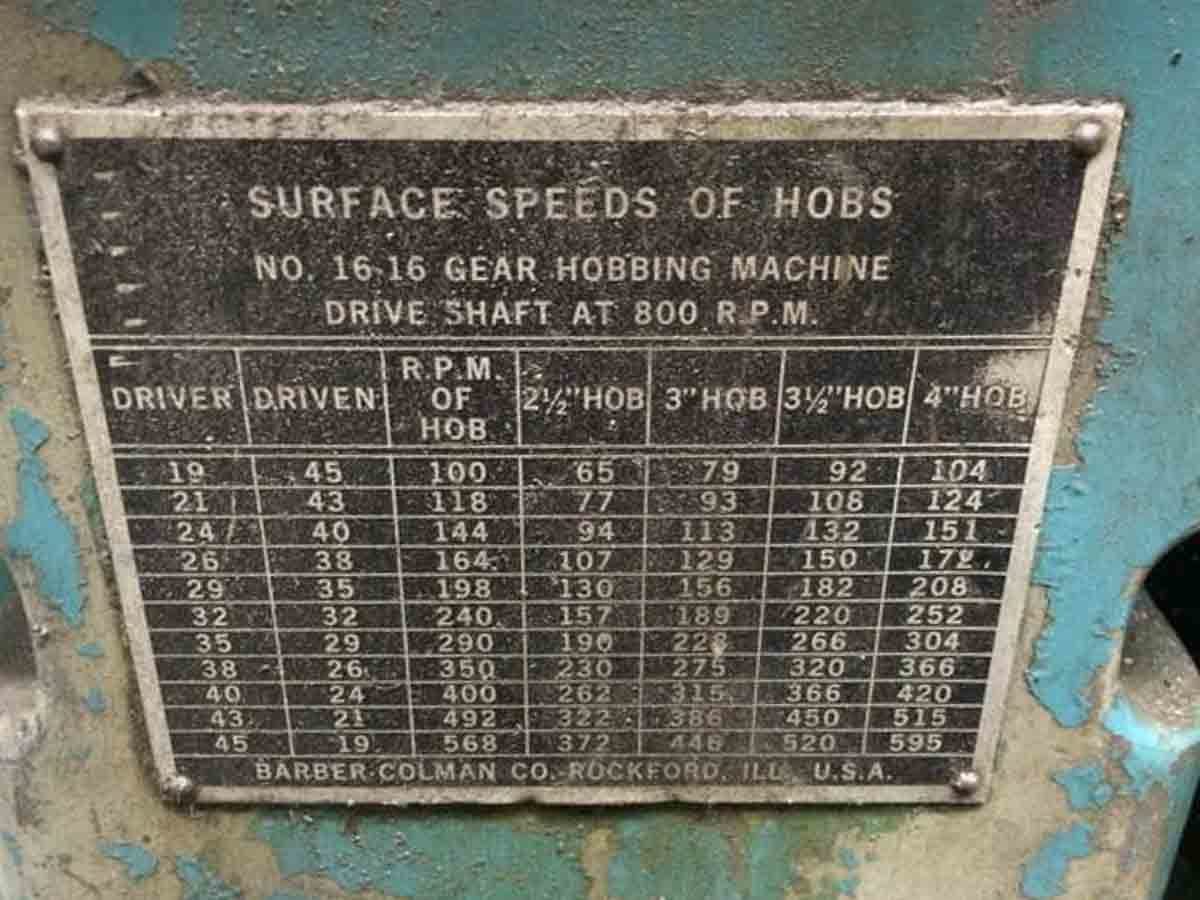 SURFACE SPEEDS OF HOBS
NO. 16-16 GEAR HOBBING MACHINE
DRIVE SHAFT AT 800 R.P.M.
DRIVER DRIVEN R.P.M. OF HOB 2½"HOB 3"HOB 3½"HOB 4"HOB
19 45 100 65 79 92 104
21 43 118 77 93 108 124
24 40 144 94 113 132 151
26 38 164 107 129 150 172
29 35 198 130 156 182 208
32 32 240 157 189 220 252
35 29 290 190 228 266 304
38 26 350 230 275 320 366
40 24 400 262 315 366 420
43 21 492 322 386 450 515
45 19 568 372 446 520 595
BARBER-COLMAN CO. ROCKFORD, ILL. U.S.A.